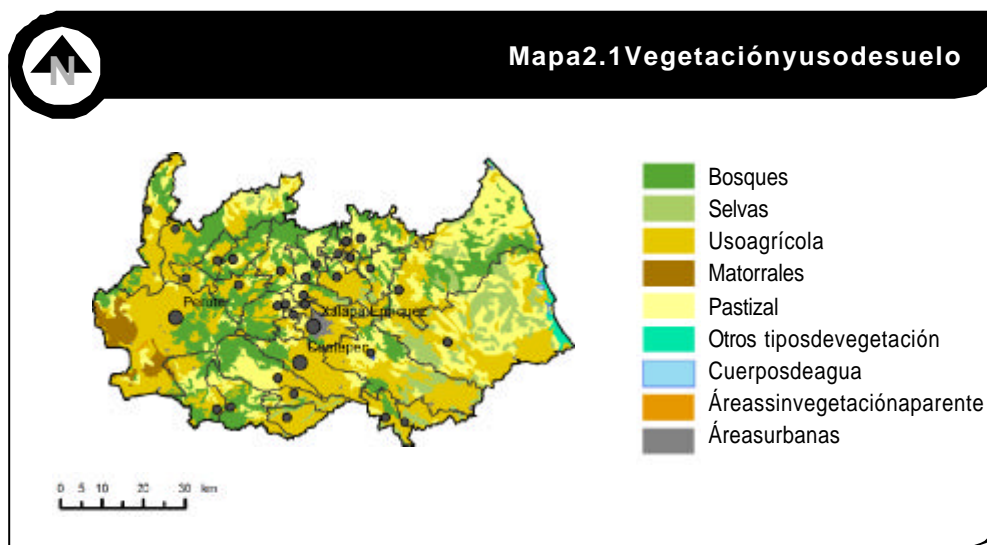 N
Mapa2.1Vegetaciónyusodesuelo
Bosques
Selvas
Usoagrícola
Matorrales
Pastizal
Otros tiposdevegetación
Cuerposdeagua
Áreassinvegetaciónaparente
Áreasurbanas
Perote
Xalapa-Enríquez
Coatepec
0 5 10 20 30 km